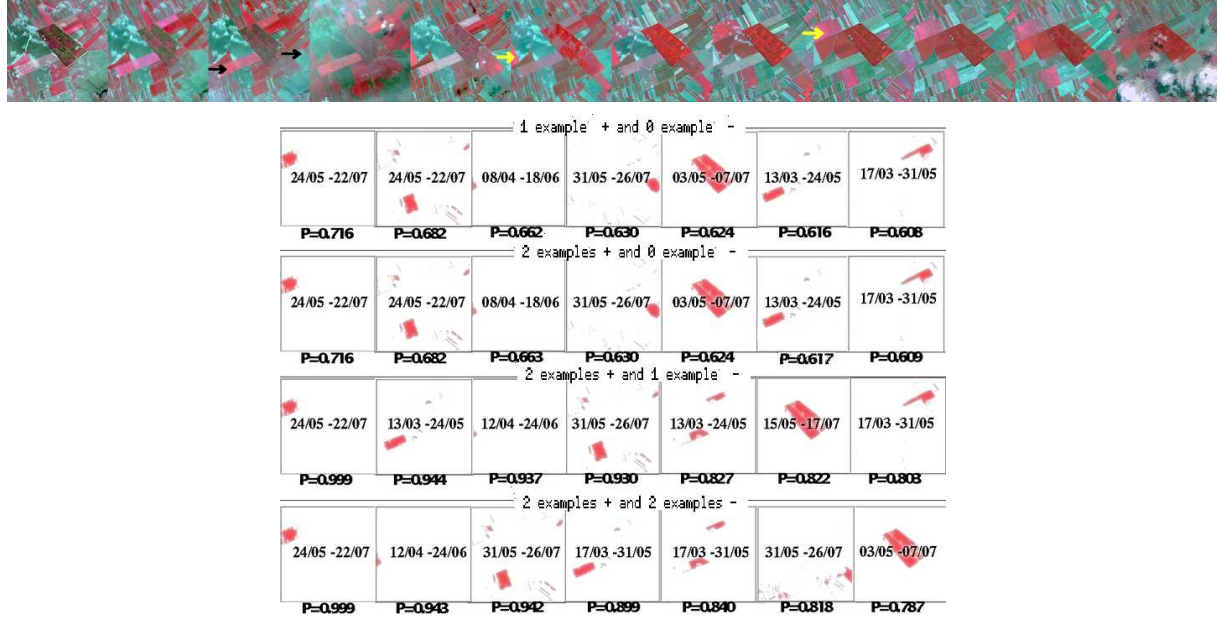 1 example + and 0 example -
24/05 -22/07 24/05 -22/07 08/04 -18/06 31/05 -26/07 03/05 -07/07 13/03 -24/05 17/03 -31/05
P=0.716 P=0.682 P=0.662 P=0.630 P=0.624 P=0.616 P=0.608
2 examples + and 0 example -
24/05 -22/07 24/05 -22/07 08/04 -18/06 31/05 -26/07 03/05 -07/07 13/03 -24/05 17/03 -31/05
P=0.716 P=0.682 P=0.663 P=0.630 P=0.624 P=0.617 P=0.609
2 examples + and 1 example -
24/05 -22/07 13/03 -24/05 12/04 -24/06 31/05 -26/07 13/03 -24/05 15/05 -17/07 17/03 -31/05
P=0.999 P=0.944 P=0.937 P=0.930 P=0.827 P=0.822 P=0.803
2 examples + and 2 examples -
24/05 -22/07 12/04 -24/06 31/05 -26/07 17/03 -31/05 17/03 -31/05 31/05 -26/07 03/05 -07/07
P=0.999 P=0.943 P=0.942 P=0.899 P=0.840 P=0.818 P=0.787